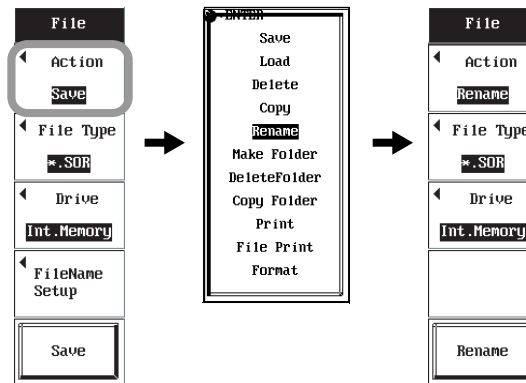 File
Action
Save
File Type
*.SOR
Drive
Int.Memory
FileName
Setup
Save
ENTER
Save
Load
Delete
Copy
Rename
Make Folder
DeleteFolder
Copy Folder
Print
File Print
Format
File
Action
Rename
File Type
*.SOR
Drive
Int.Memory
Rename